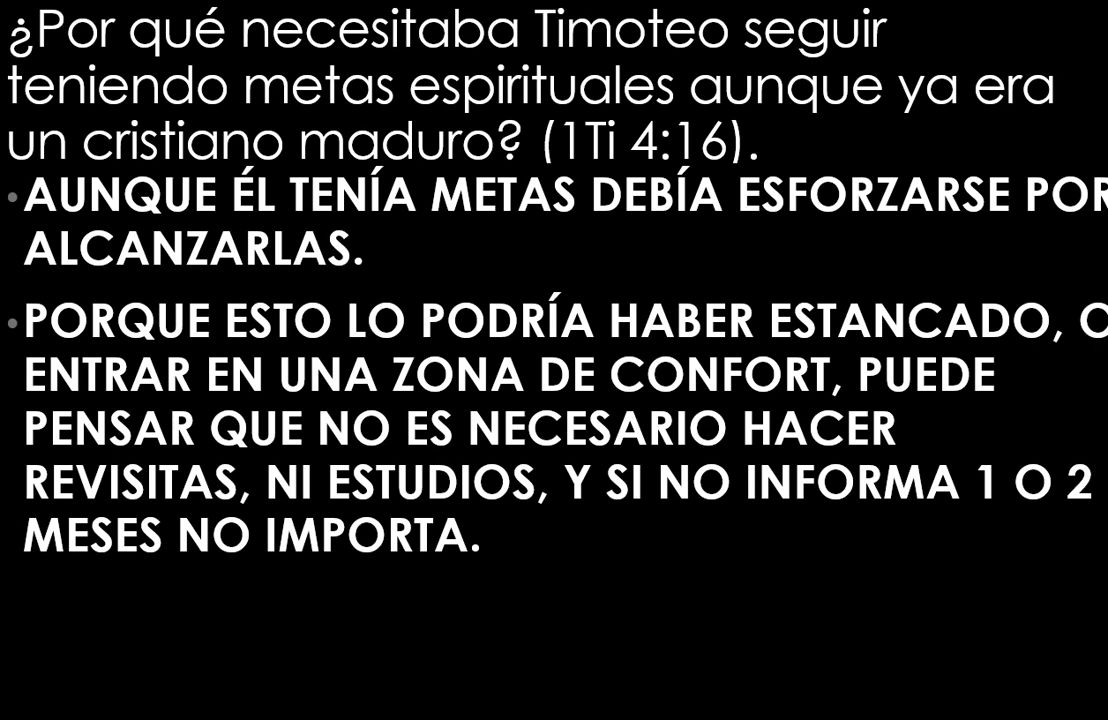 ¿Por qué necesitaba Timoteo seguir
teniendo metas espirituales aunque ya era
un cristiano maduro? (1Ti 4:16).
•AUNQUE ÉL TENÍA METAS DEBÍA ESFORZARSE POR
ALCANZARLAS.
•PORQUE ESTO LO PODRÍA HABER ESTANCADO, O
ENTRAR EN UNA ZONA DE CONFORT, PUEDE
PENSAR QUE NO ES NECESARIO HACER
REVISITAS, NI ESTUDIOS, Y SI NO INFORMA 1 O 2
MESES NO IMPORTA.